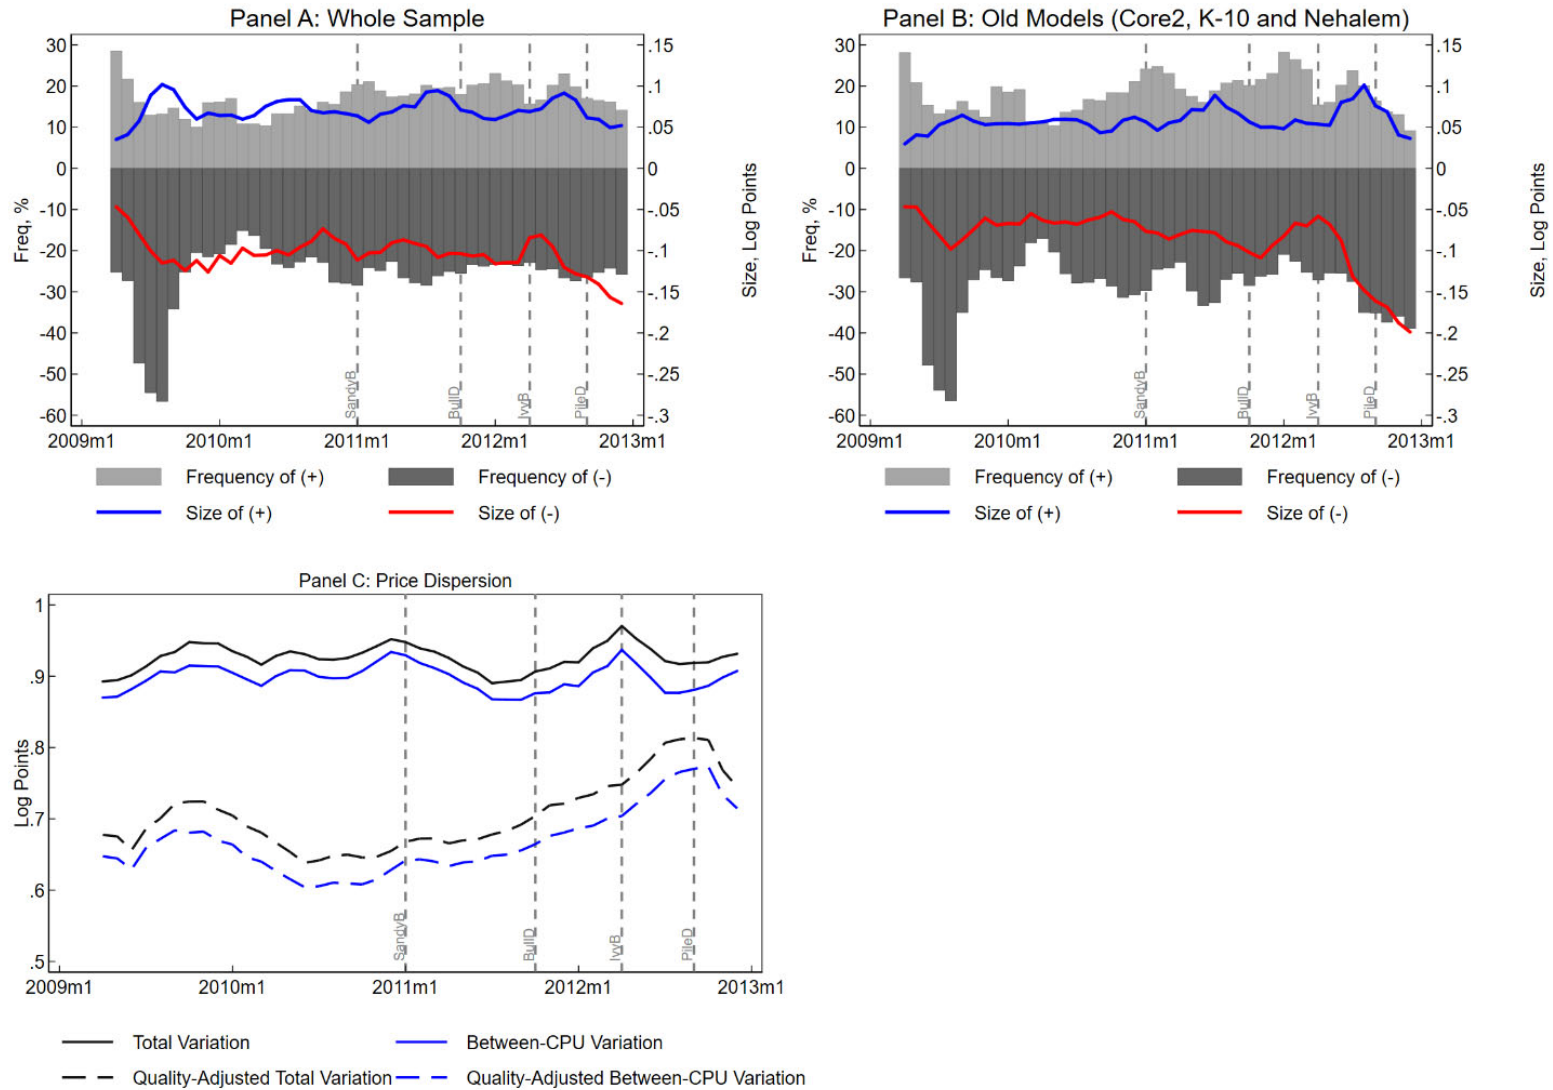 Panel A: Whole Sample
30
20
10
0
-10
-20
-30
-40
-50
-60
Freq, %
.15
.1
.05
0
-.05
-.1
-.15
-.2
-.25
-.3
Size, Log Points
SandyB
BullD
IvyB
PileD
2009m1 2010m1 2011m1 2012m1 2013m1
Frequency of (+) Frequency of (-)
Size of (+) Size of (-)
Panel B: Old Models (Core2, K-10 and Nehalem)
30
20
10
0
-10
-20
-30
-40
-50
-60
Freq, %
.15
.1
.05
0
-.05
-.1
-.15
-.2
-.25
-.3
Size, Log Points
SandyB
BullD
IvyB
PileD
2009m1 2010m1 2011m1 2012m1 2013m1
Frequency of (+) Frequency of (-)
Size of (+) Size of (-)
Panel C: Price Dispersion
1
.9
.8
.7
.6
.5
Log Points
SandyB
BullD
IvyB
PileD
2009m1 2010m1 2011m1 2012m1 2013m1
Total Variation Between-CPU Variation
Quality-Adjusted Total Variation Quality-Adjusted Between-CPU Variation